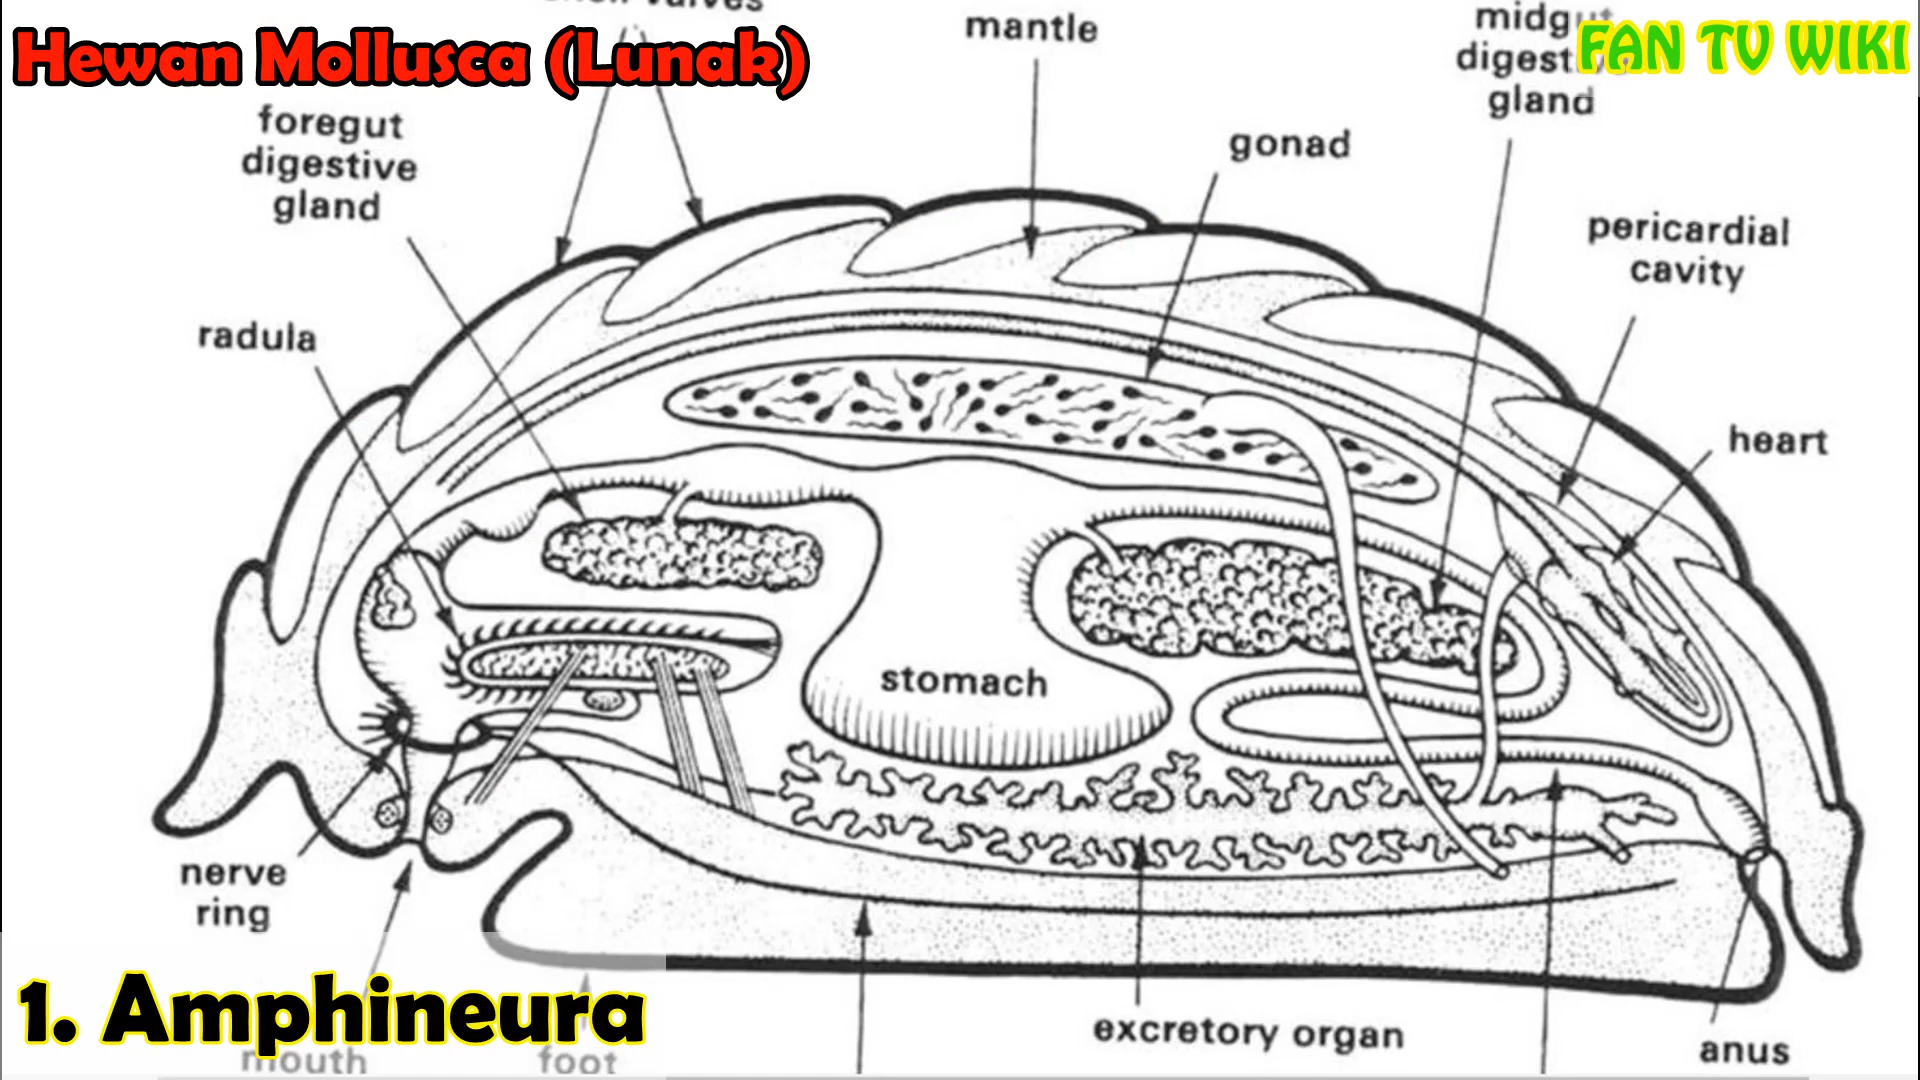 valves
Hewan Mollusca (Lunak)
FAN TV WIKI
mantle
gland
foregut
digestive
gland
gonad
pericardial
cavity
radula
heart
stomach
nerve
ring
1. Amphineura
mouth
foot
excretory organ
anus